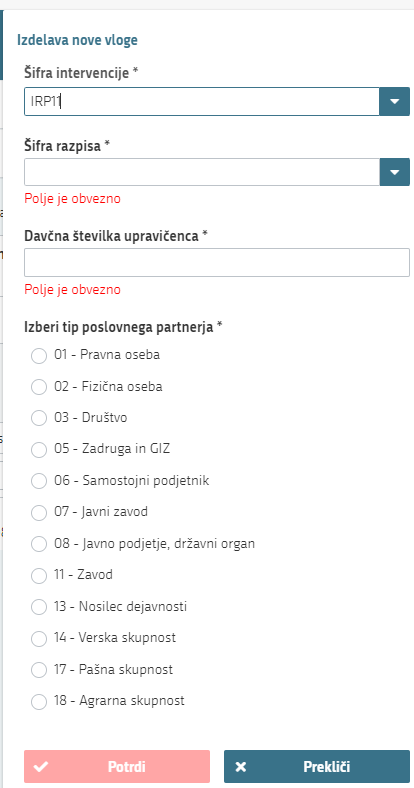 Izdelava nove vloge
Šifra intervencije *
IRP11
Šifra razpisa *
Polje je obvezno
Davčna številka upravičenca *
Polje je obvezno
Izberi tip poslovnega partnerja *
01 - Pravna oseba
02 - Fizična oseba
03 - Društvo
05 - Zadruga in GIZ
06 - Samostojni podjetnik
07 - Javni zavod
08 - Javno podjetje, državni organ
11 - Zavod
13 - Nosilec dejavnosti
14 - Verska skupnost
17 - Pašna skupnost
18 - Agrarna skupnost
Potrdi Prekliči